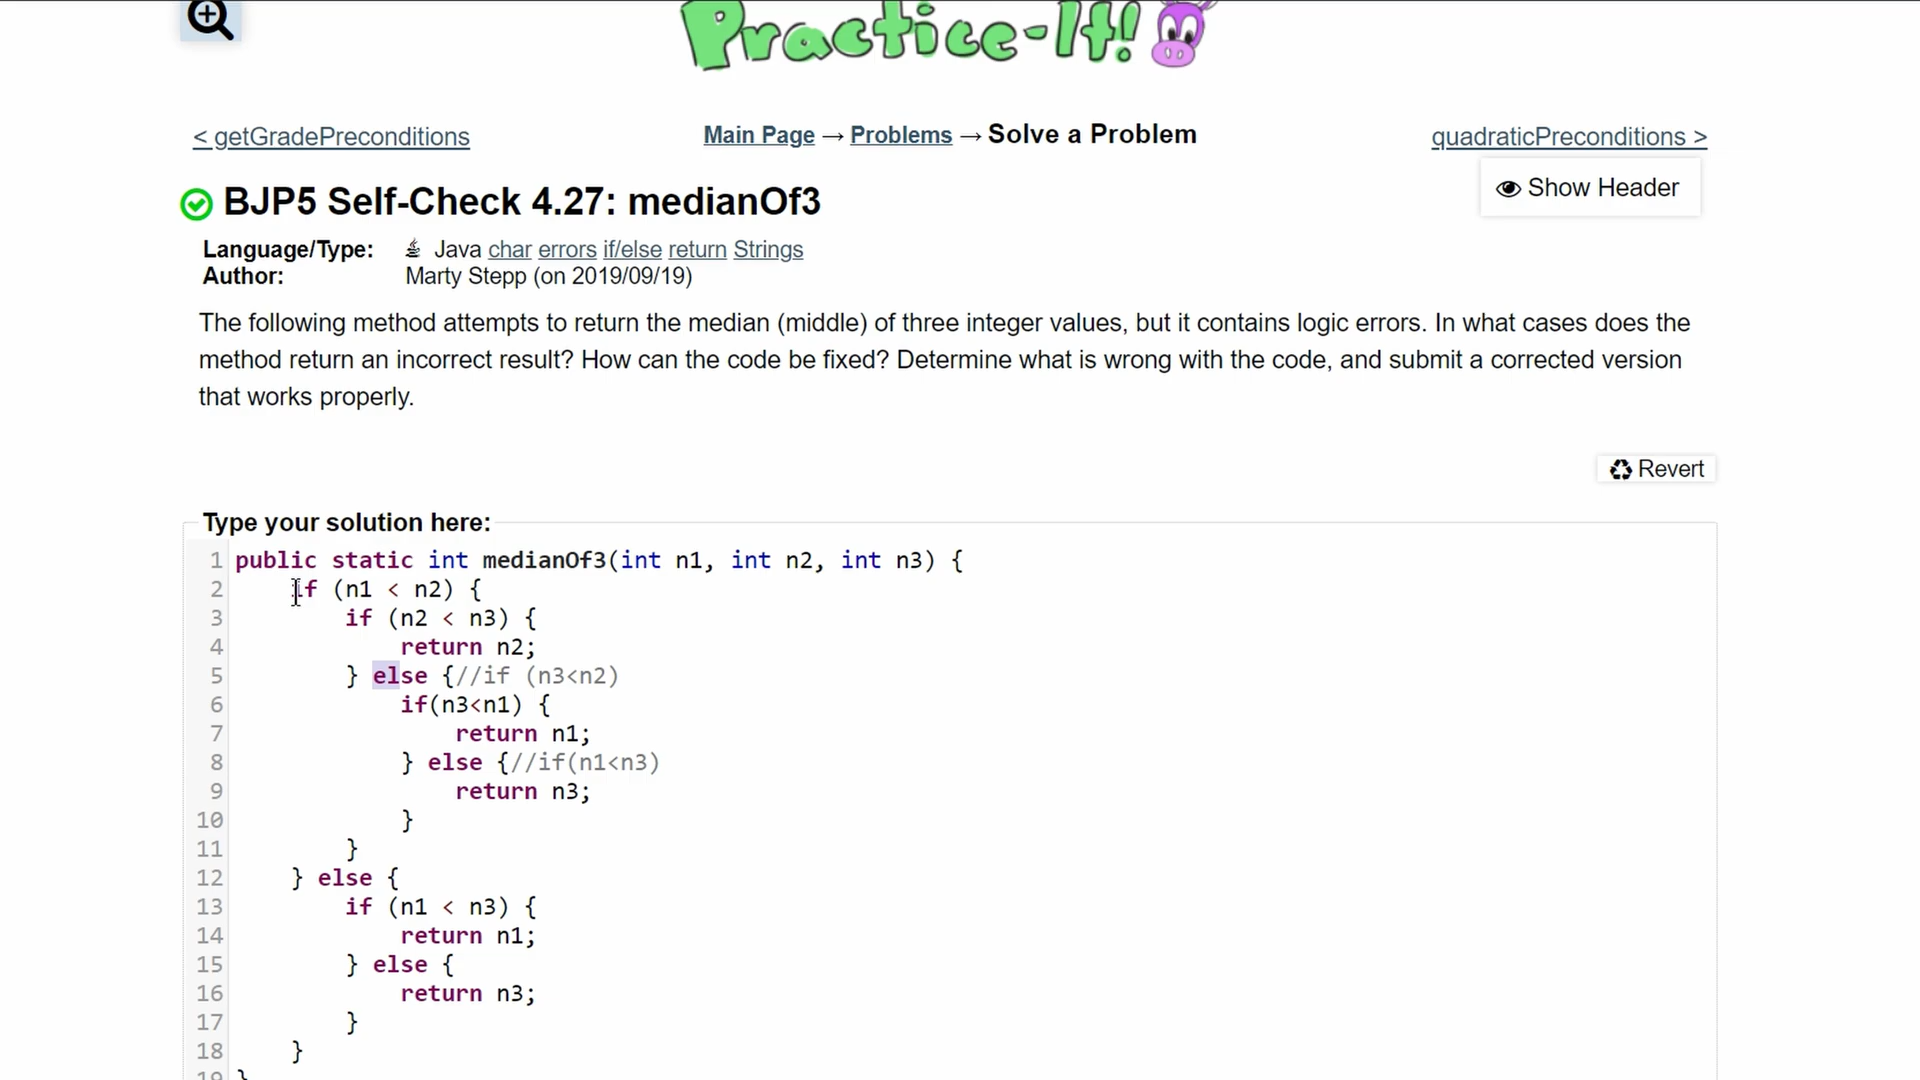 Practice-It!
< getGradePreconditions
Main Page → Problems → Solve a Problem
quadraticPreconditions >
Show Header
BJP5 Self-Check 4.27: medianOf3
Language/Type: Java char errors if/else return Strings
Author: Marty Stepp (on 2019/09/19)
The following method attempts to return the median (middle) of three integer values, but it contains logic errors. In what cases does the
method return an incorrect result? How can the code be fixed? Determine what is wrong with the code, and submit a corrected version
that works properly.
Revert
Type your solution here:
1 public static int medianOf3(int n1, int n2, int n3) {
2     if (n1 < n2) {
3         if (n2 < n3) {
4             return n2;
5         } else {//if (n3<n2)
6             if(n3<n1) {
7                 return n1;
8             } else {//if(n1<n3)
9                 return n3;
10             }
11         }
12     } else {
13         if (n1 < n3) {
14             return n1;
15         } else {
16             return n3;
17         }
18     }
19 }